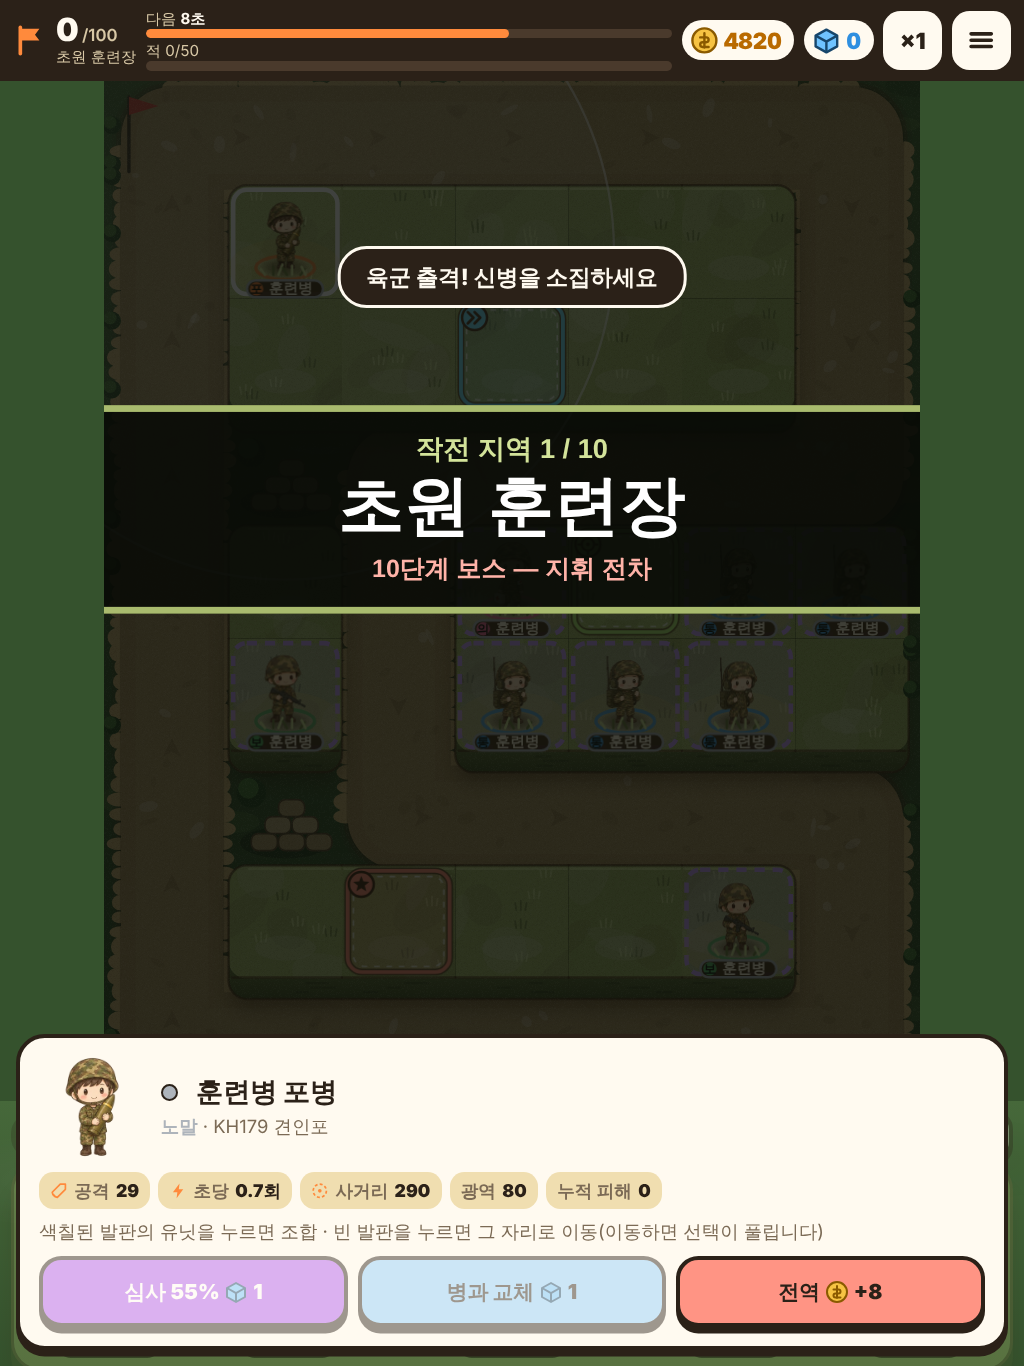 0 /100
초원 훈련장
다음 8초
적 0/50
4820
0
×1
훈련병
육군 출격! 신병을 소집하세요
작전 지역 1 / 10
초원 훈련장
10단계 보스 — 지휘 전차
훈련병 훈련병 훈련병
훈련병 훈련병 훈련병 훈련병
훈련병
훈련병 포병
노말 · KH179 견인포
공격 29 초당 0.7회 사거리 290 광역 80 누적 피해 0
색칠된 발판의 유닛을 누르면 조합 · 빈 발판을 누르면 그 자리로 이동(이동하면 선택이 풀립니다)
심사 55% 1
병과 교체 1
전역 +8